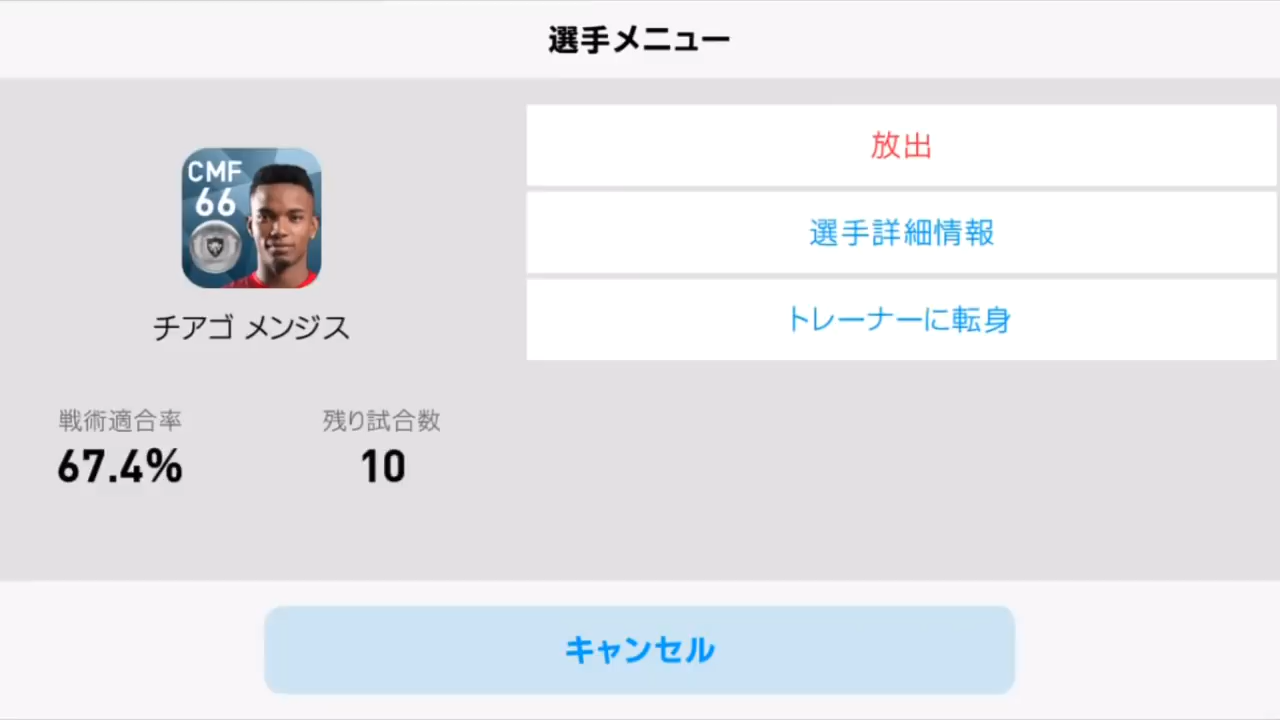 選手メニュー
CMF
66
チアゴ メンジス
戦術適合率
67.4%
残り試合数
10
放出
選手詳細情報
トレーナーに転身
キャンセル